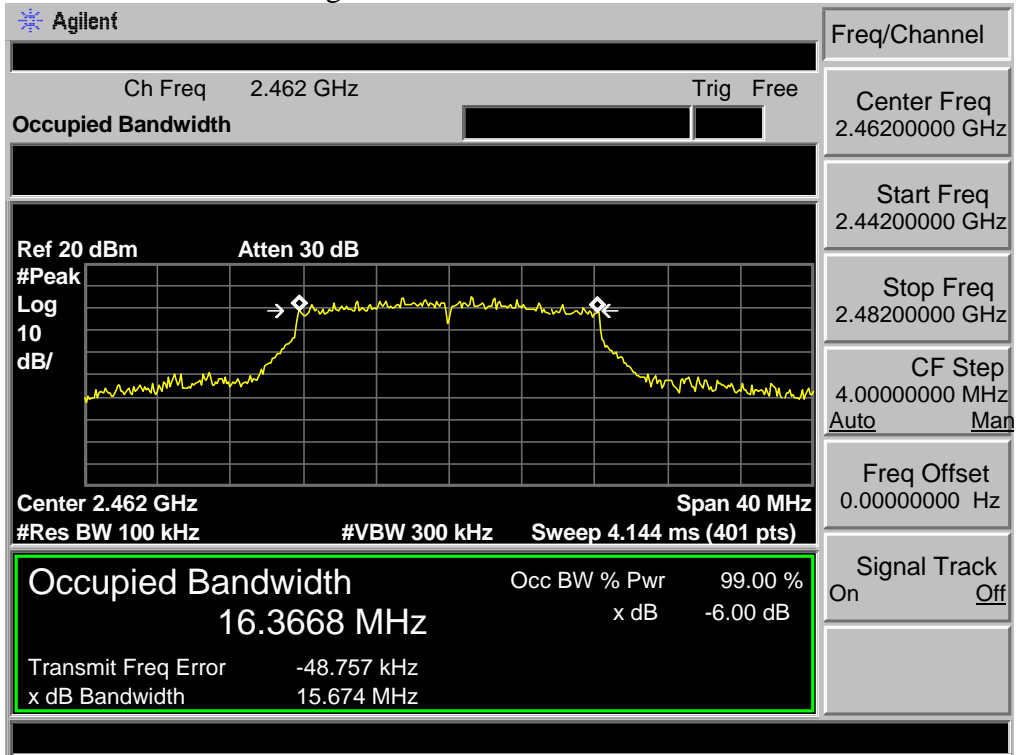 Agilent
Freq/Channel
Ch Freq 2.462 GHz Trig Free
Occupied Bandwidth
Center Freq
2.46200000 GHz
Start Freq
2.44200000 GHz
Stop Freq
2.48200000 GHz
CF Step
4.00000000 MHz
Auto Man
Freq Offset
0.00000000 Hz
Signal Track
On Off
Ref 20 dBm Atten 30 dB
#Peak
Log
10
dB/
Center 2.462 GHz Span 40 MHz
#Res BW 100 kHz #VBW 300 kHz Sweep 4.144 ms (401 pts)
Occupied Bandwidth Occ BW % Pwr 99.00 %
16.3668 MHz x dB -6.00 dB
Transmit Freq Error -48.757 kHz
x dB Bandwidth 15.674 MHz